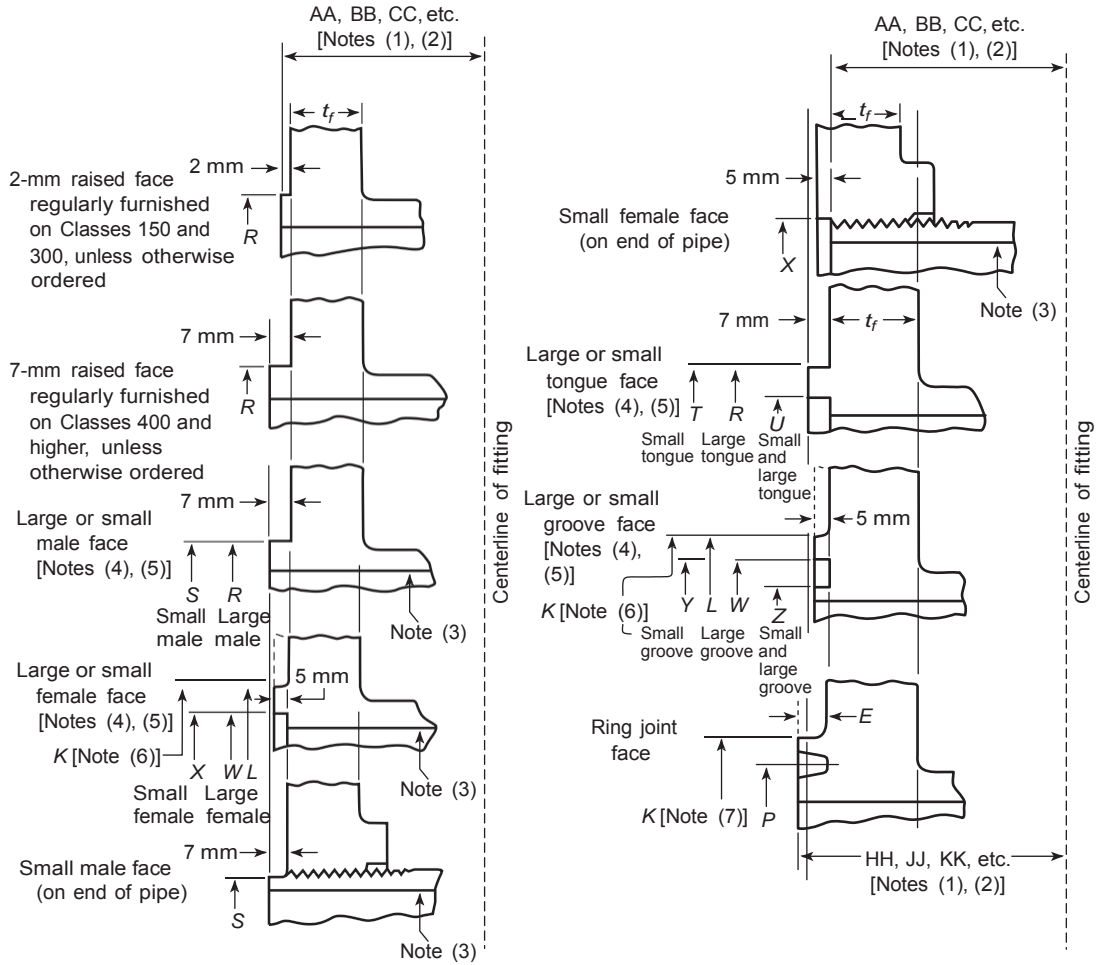 AA, BB, CC, etc.
[Notes (1), (2)]
t_f
2 mm
2-mm raised face
regularly furnished
on Classes 150 and
300, unless otherwise
ordered
R
7 mm
7-mm raised face
regularly furnished
on Classes 400 and
higher, unless
otherwise ordered
R
7 mm
Large or small
male face
[Notes (4), (5)]
S R
Small Large
male male
Note (3)
Large or small
female face
[Notes (4), (5)]
5 mm
K [Note (6)]
X W L
Small Large
female female
Note (3)
7 mm
Small male face
(on end of pipe)
S
Note (3)
Centerline of fitting
AA, BB, CC, etc.
[Notes (1), (2)]
t_f
5 mm
Small female face
(on end of pipe)
X
Note (3)
7 mm
t_f
Large or small
tongue face
[Notes (4), (5)]
T R U
Small Large Small
tongue tongue and
large
tongue
Large or small
groove face
[Notes (4),
(5)]
5 mm
K [Note (6)]
Y L W Z
Small Large Small
groove groove and
large
groove
Ring joint
face
E
K [Note (7)]
P
HH, JJ, KK, etc.
[Notes (1), (2)]
Centerline of fitting